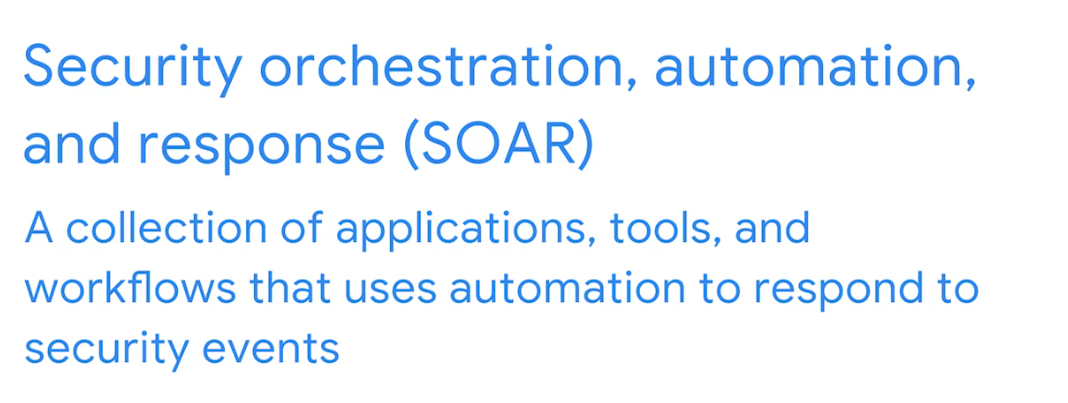 Security orchestration, automation,
and response (SOAR)
A collection of applications, tools, and
workflows that uses automation to respond to
security events